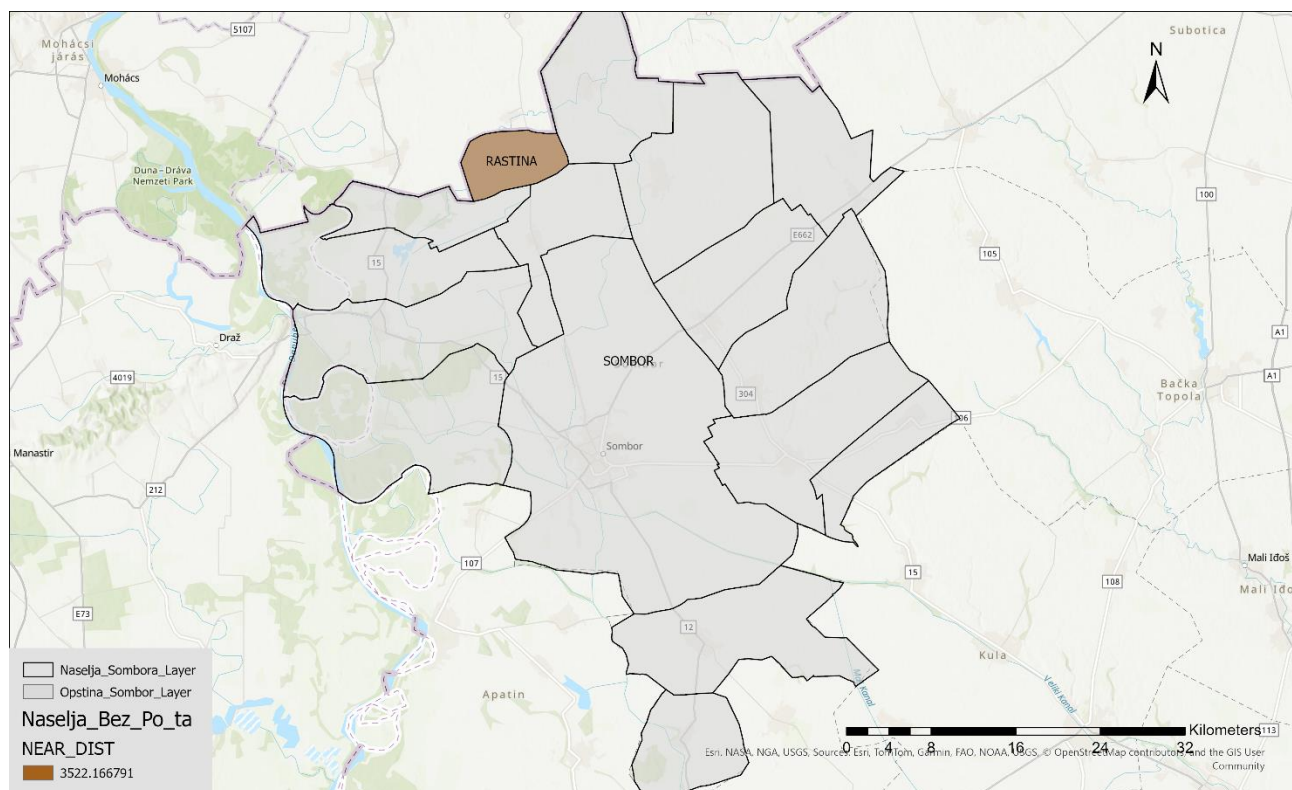 5107
Mohácsi
járás
Mohács
Subotica
N
Duna-Dráva
Nemzeti Park
RASTINA
100
E662
105
15
Draž
A1
4019
SOMBOR
15
304
A1
Bačka
Topola
306
Manastir
Sombor
212
107
15
108
Mali Iđoš
E73
12
Kula
Apatin
Veliki Kanal
Naselja_Sombora_Layer
Opstina_Sombor_Layer
Naselja_Bez_Po_ta
NEAR_DIST
3522.166791
Kilometers
113
0 4 8 16 24 32
Esri, NASA, NGA, USGS, Sources: Esri, TomTom, Garmin, FAO, NOAA, USGS, © OpenStreetMap contributors, and the GIS User
Community